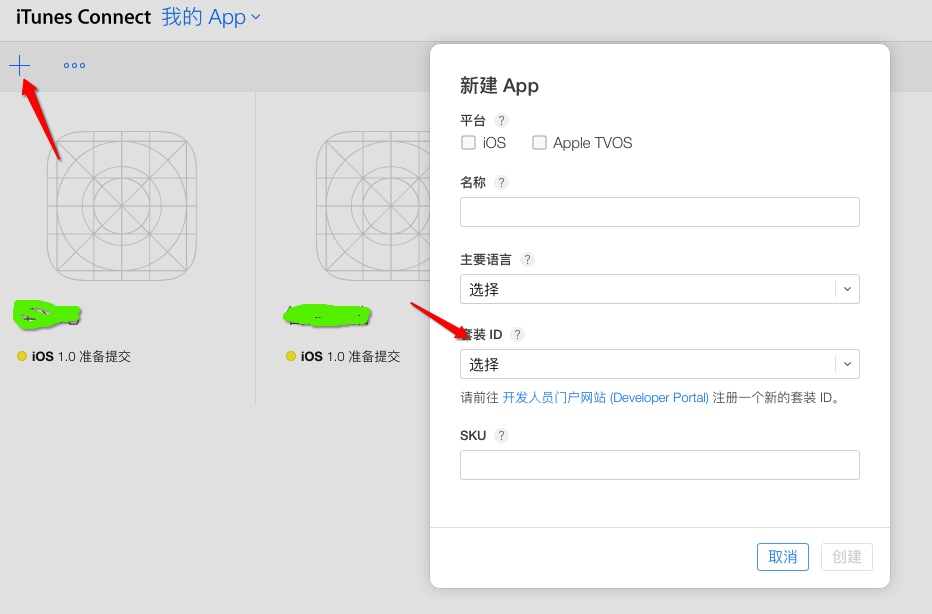 iTunes Connect 我的 App
新建 App
平台 ?
iOS Apple TVOS
名称 ?
主要语言 ?
选择
套装 ID ?
选择
请前往 开发人员门户网站 (Developer Portal) 注册一个新的套装 ID。
SKU ?
取消 创建
iOS 1.0 准备提交
iOS 1.0 准备提交